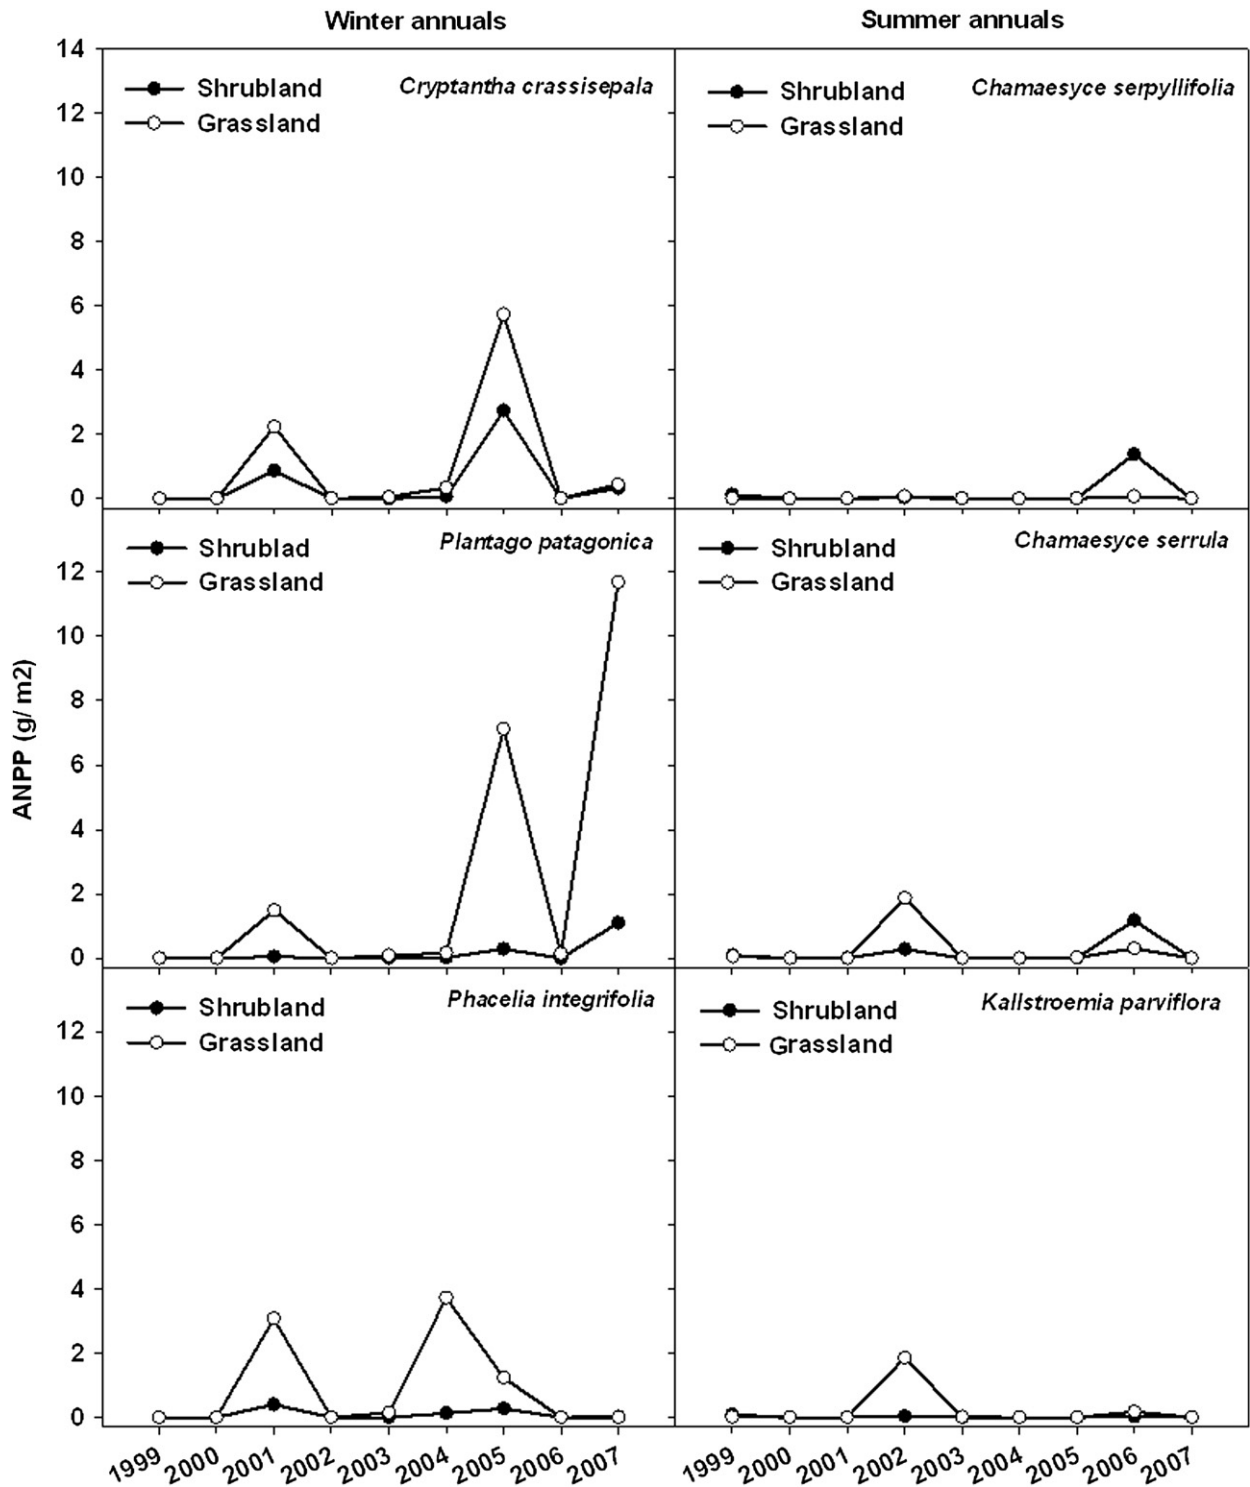 Winter annuals
Summer annuals
14
12
10
8
6
4
2
0
Shrubland
Grassland
Cryptantha crassisepala
Shrubland
Grassland
Chamaesyce serpyllifolia
12
10
8
6
4
2
0
Shrublad
Grassland
Plantago patagonica
Shrubland
Grassland
Chamaesyce serrula
ANPP (g/ m2)
12
10
8
6
4
2
0
Shrubland
Grassland
Phacelia integrifolia
Shrubland
Grassland
Kallstroemia parviflora
1999 2000 2001 2002 2003 2004 2005 2006 2007
1999 2000 2001 2002 2003 2004 2005 2006 2007